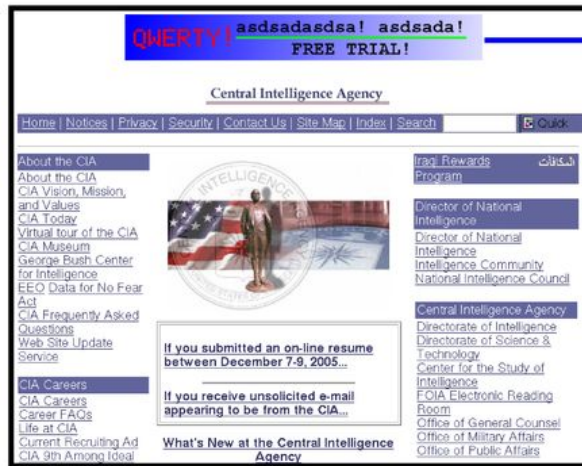 QWERTY! asdsadasdsa! asdsada!
FREE TRIAL!
Central Intelligence Agency
Home | Notices | Privacy | Security | Contact Us | Site Map | Index | Search
Quick
About the CIA
About the CIA
CIA Vision, Mission,
and Values
CIA Today
Virtual tour of the CIA
CIA Museum
George Bush Center
for Intelligence
EEO Data for No Fear
Act
CIA Frequently Asked
Questions
Web Site Update
Service
CIA Careers
CIA Careers
Career FAQs
Life at CIA
Current Recruiting Ad
CIA 9th Among Ideal
INTELLIGENCE
If you submitted an on-line resume
between December 7-9, 2005...
If you receive unsolicited e-mail
appearing to be from the CIA...
What's New at the Central Intelligence
Agency
Iraqi Rewards
Program
Director of National
Intelligence
Director of National
Intelligence
Intelligence Community
National Intelligence Council
Central Intelligence Agency
Directorate of Intelligence
Directorate of Science &
Technology
Center for the Study of
Intelligence
FOIA Electronic Reading
Room
Office of General Counsel
Office of Military Affairs
Office of Public Affairs